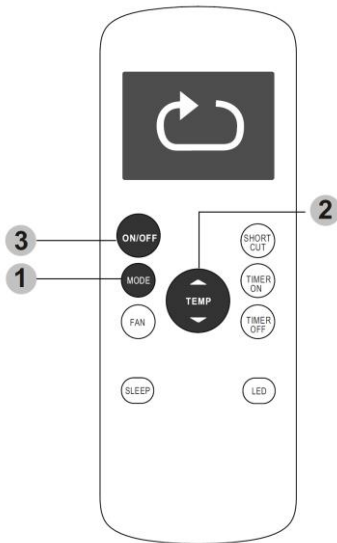 2
ON/OFF
3
SHORT
CUT
1
MODE
TEMP
TIMER
ON
FAN
TIMER
OFF
SLEEP
LED